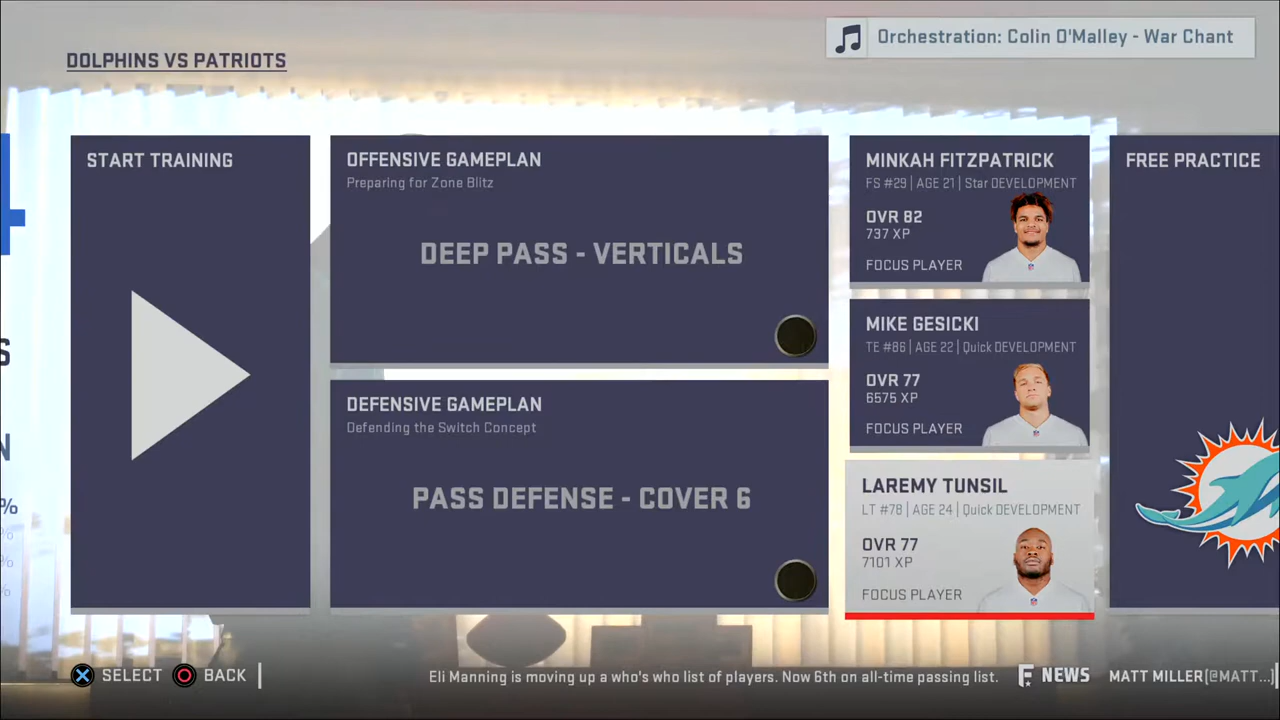 DOLPHINS VS PATRIOTS
Orchestration: Colin O'Malley - War Chant
START TRAINING
OFFENSIVE GAMEPLAN
Preparing for Zone Blitz
DEEP PASS - VERTICALS
DEFENSIVE GAMEPLAN
Defending the Switch Concept
PASS DEFENSE - COVER 6
MINKAH FITZPATRICK
FS #29 | AGE 21 | Star DEVELOPMENT
OVR 82
737 XP
FOCUS PLAYER
MIKE GESICKI
TE #86 | AGE 22 | Quick DEVELOPMENT
OVR 77
6575 XP
FOCUS PLAYER
LAREMY TUNSIL
LT #78 | AGE 24 | Quick DEVELOPMENT
OVR 77
7101 XP
FOCUS PLAYER
FREE PRACTICE
S
N
%
%
%
%
SELECT BACK
Eli Manning is moving up a who's who list of players. Now 6th on all-time passing list.
F NEWS
MATT MILLER[@MATT...]